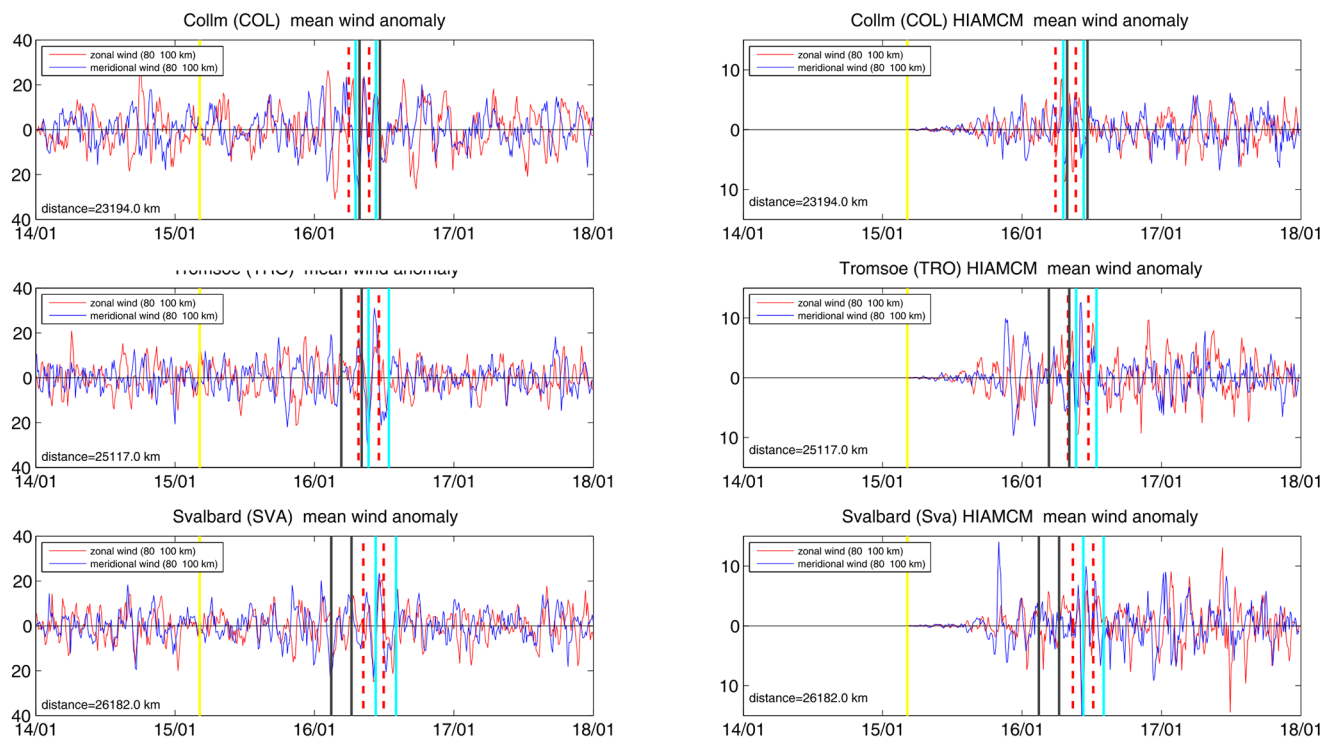 Collm (COL)  mean wind anomaly
40
20
0
20
40
zonal wind (80  100 km)
meridional wind (80  100 km)
distance=23194.0 km
14/01 15/01 16/01 17/01 18/01
Collm (COL) HIAMCM  mean wind anomaly
10
0
10
zonal wind (80  100 km)
meridional wind (80  100 km)
distance=23194.0 km
14/01 15/01 16/01 17/01 18/01
Tromsoe (TRO)  mean wind anomaly
40
20
0
20
40
zonal wind (80  100 km)
meridional wind (80  100 km)
distance=25117.0 km
14/01 15/01 16/01 17/01 18/01
Tromsoe (TRO) HIAMCM  mean wind anomaly
10
0
10
zonal wind (80  100 km)
meridional wind (80  100 km)
distance=25117.0 km
14/01 15/01 16/01 17/01 18/01
Svalbard (SVA)  mean wind anomaly
40
20
0
20
40
zonal wind (80  100 km)
meridional wind (80  100 km)
distance=26182.0 km
14/01 15/01 16/01 17/01 18/01
Svalbard (Sva) HIAMCM  mean wind anomaly
10
0
10
zonal wind (80  100 km)
meridional wind (80  100 km)
distance=26182.0 km
14/01 15/01 16/01 17/01 18/01